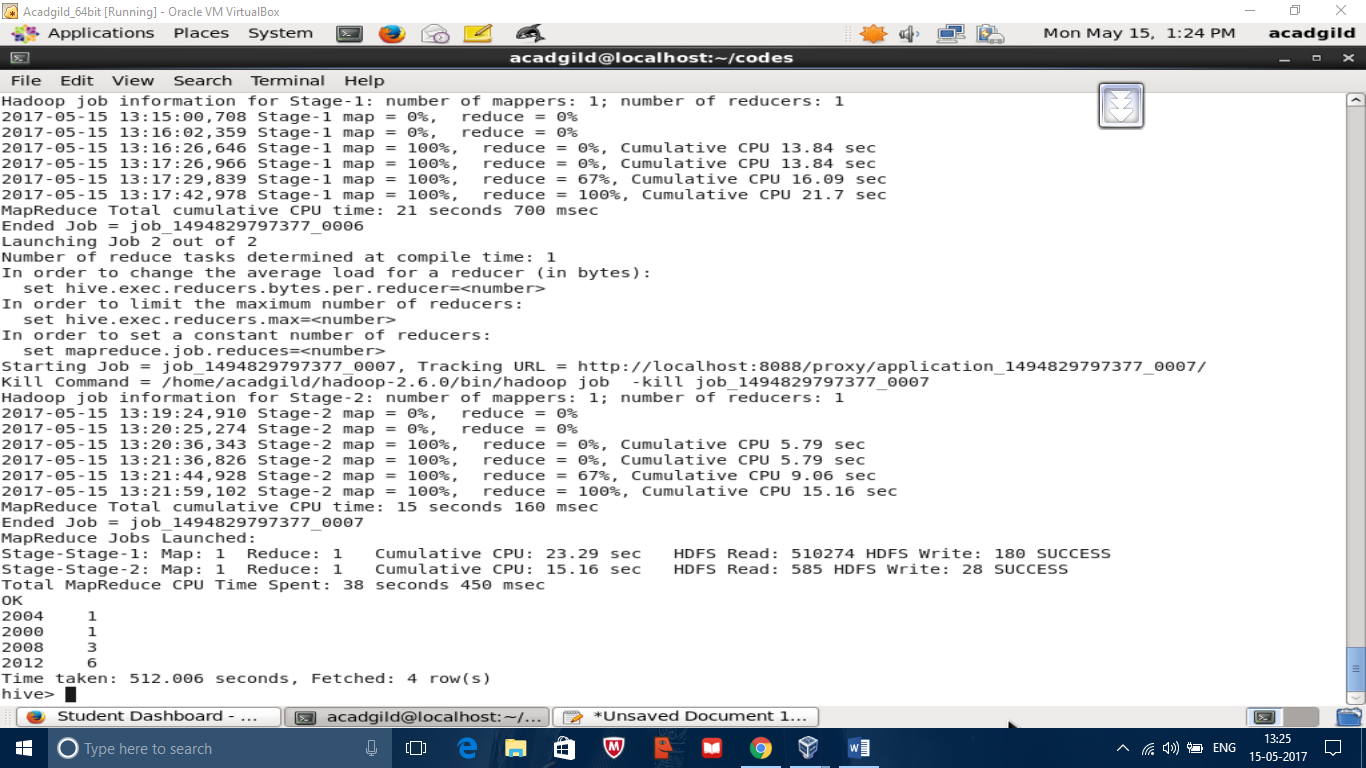 Acadgild_64bit [Running] - Oracle VM VirtualBox
Applications Places System Mon May 15, 1:24 PM acadgild
acadgild@localhost:~/codes
File Edit View Search Terminal Help
Hadoop job information for Stage-1: number of mappers: 1; number of reducers: 1
2017-05-15 13:15:00,708 Stage-1 map = 0%,  reduce = 0%
2017-05-15 13:16:02,359 Stage-1 map = 0%,  reduce = 0%
2017-05-15 13:16:26,646 Stage-1 map = 100%,  reduce = 0%, Cumulative CPU 13.84 sec
2017-05-15 13:17:26,966 Stage-1 map = 100%,  reduce = 0%, Cumulative CPU 13.84 sec
2017-05-15 13:17:29,839 Stage-1 map = 100%,  reduce = 67%, Cumulative CPU 16.09 sec
2017-05-15 13:17:42,978 Stage-1 map = 100%,  reduce = 100%, Cumulative CPU 21.7 sec
MapReduce Total cumulative CPU time: 21 seconds 700 msec
Ended Job = job_1494829797377_0006
Launching Job 2 out of 2
Number of reduce tasks determined at compile time: 1
In order to change the average load for a reducer (in bytes):
  set hive.exec.reducers.bytes.per.reducer=<number>
In order to limit the maximum number of reducers:
  set hive.exec.reducers.max=<number>
In order to set a constant number of reducers:
  set mapreduce.job.reduces=<number>
Starting Job = job_1494829797377_0007, Tracking URL = http://localhost:8088/proxy/application_1494829797377_0007/
Kill Command = /home/acadgild/hadoop-2.6.0/bin/hadoop job  -kill job_1494829797377_0007
Hadoop job information for Stage-2: number of mappers: 1; number of reducers: 1
2017-05-15 13:19:24,910 Stage-2 map = 0%,  reduce = 0%
2017-05-15 13:20:25,274 Stage-2 map = 0%,  reduce = 0%
2017-05-15 13:20:36,343 Stage-2 map = 100%,  reduce = 0%, Cumulative CPU 5.79 sec
2017-05-15 13:21:36,826 Stage-2 map = 100%,  reduce = 0%, Cumulative CPU 5.79 sec
2017-05-15 13:21:44,928 Stage-2 map = 100%,  reduce = 67%, Cumulative CPU 9.06 sec
2017-05-15 13:21:59,102 Stage-2 map = 100%,  reduce = 100%, Cumulative CPU 15.16 sec
MapReduce Total cumulative CPU time: 15 seconds 160 msec
Ended Job = job_1494829797377_0007
MapReduce Jobs Launched:
Stage-Stage-1: Map: 1  Reduce: 1   Cumulative CPU: 23.29 sec   HDFS Read: 510274 HDFS Write: 180 SUCCESS
Stage-Stage-2: Map: 1  Reduce: 1   Cumulative CPU: 15.16 sec   HDFS Read: 585 HDFS Write: 28 SUCCESS
Total MapReduce CPU Time Spent: 38 seconds 450 msec
OK
2004    1
2000    1
2008    3
2012    6
Time taken: 512.006 seconds, Fetched: 4 row(s)
hive>
Student Dashboard - ... acadgild@localhost:~/... *Unsaved Document 1...
Type here to search ENG 13:25
15-05-2017